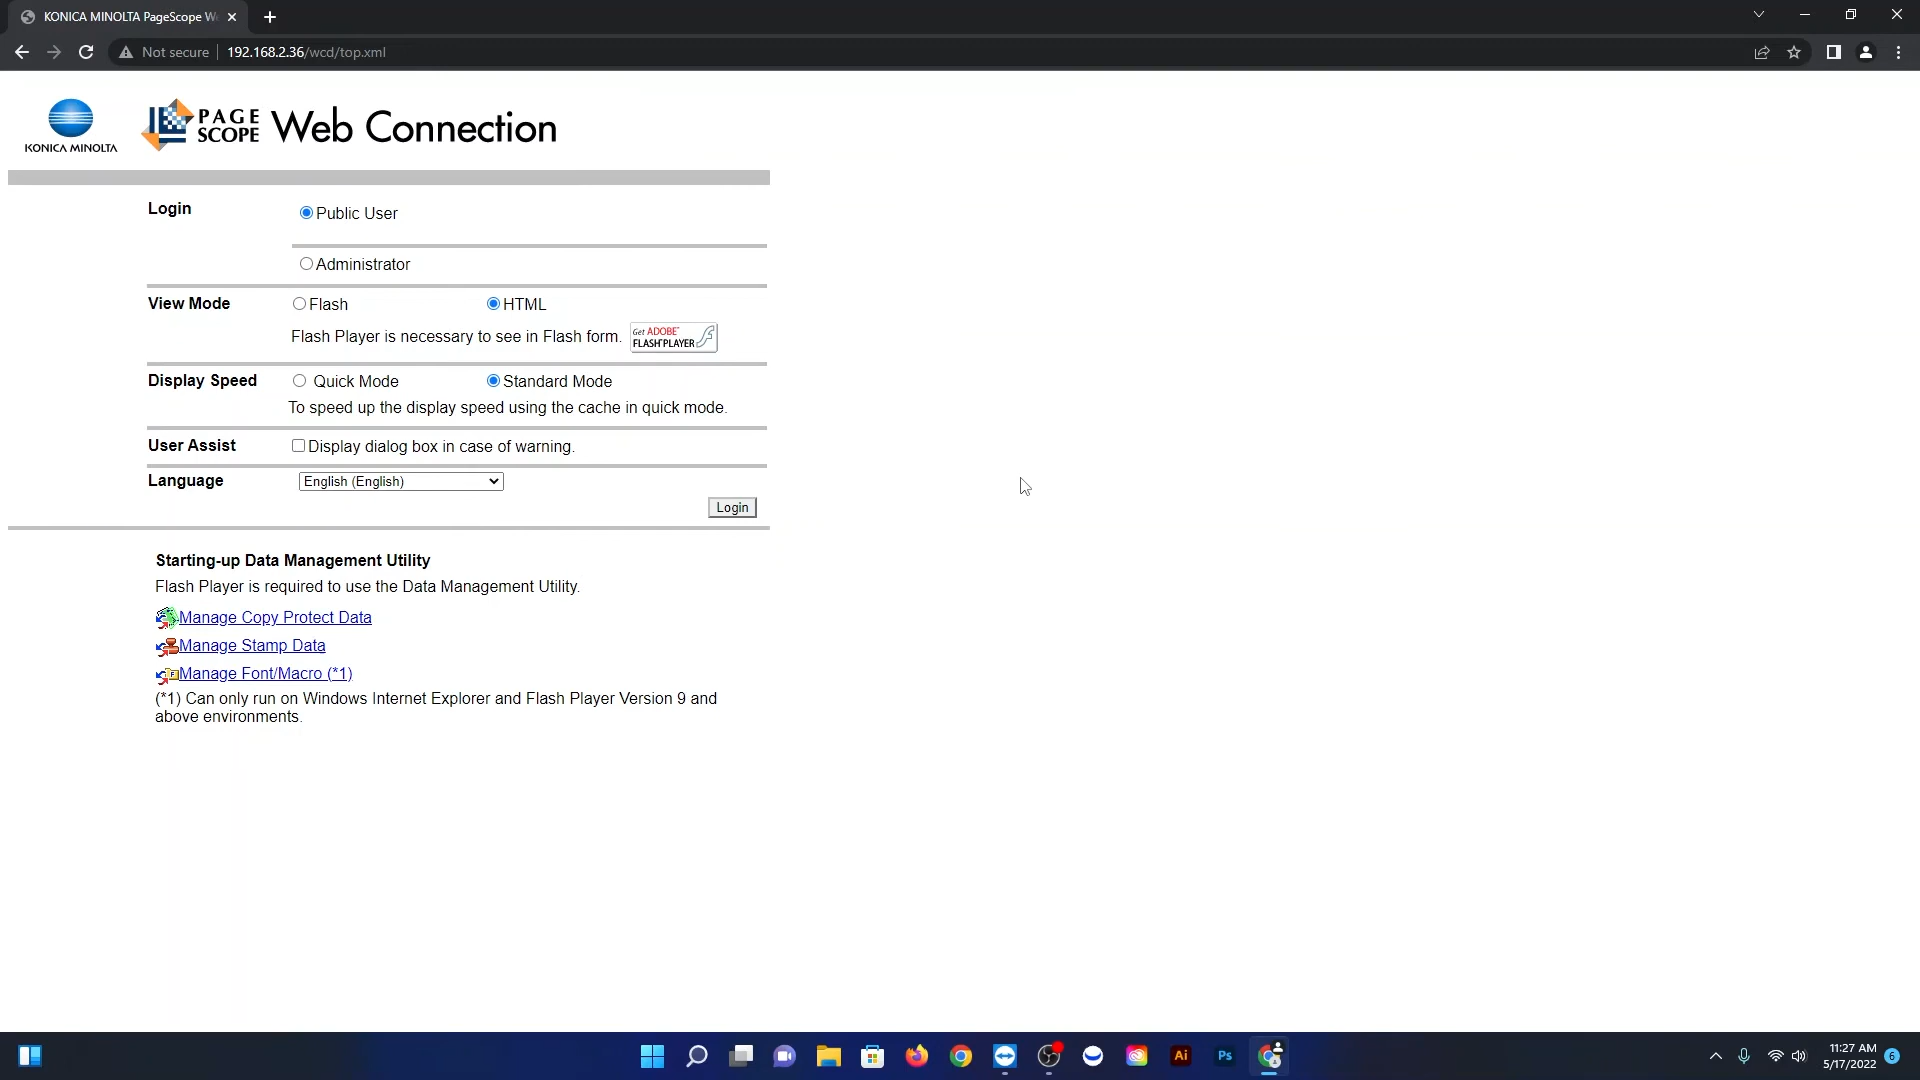 KONICA MINOLTA PageScope W
Not secure
192.168.2.36/wcd/top.xml
KONICA MINOLTA
PAGE
SCOPE
Web Connection
Login
Public User
Administrator
View Mode
Flash
HTML
Flash Player is necessary to see in Flash form.
Get ADOBE
FLASH PLAYER
Display Speed
Quick Mode
Standard Mode
To speed up the display speed using the cache in quick mode.
User Assist
Display dialog box in case of warning.
Language
English (English)
Login
Starting-up Data Management Utility
Flash Player is required to use the Data Management Utility.
Manage Copy Protect Data
Manage Stamp Data
Manage Font/Macro (*1)
(*1) Can only run on Windows Internet Explorer and Flash Player Version 9 and
above environments.
Ai
Ps
11:27 AM
5/17/2022
6